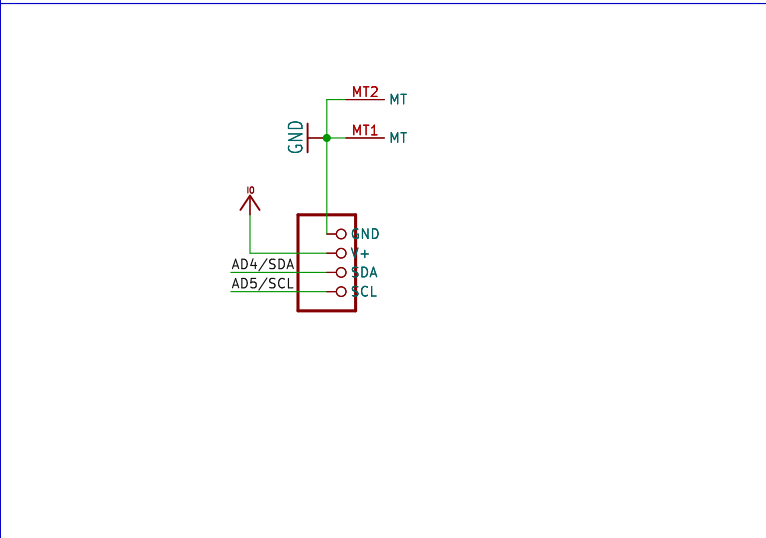 MT2 MT
GND
MT1 MT
IO
GND
V+
AD4/SDA
SDA
AD5/SCL
SCL